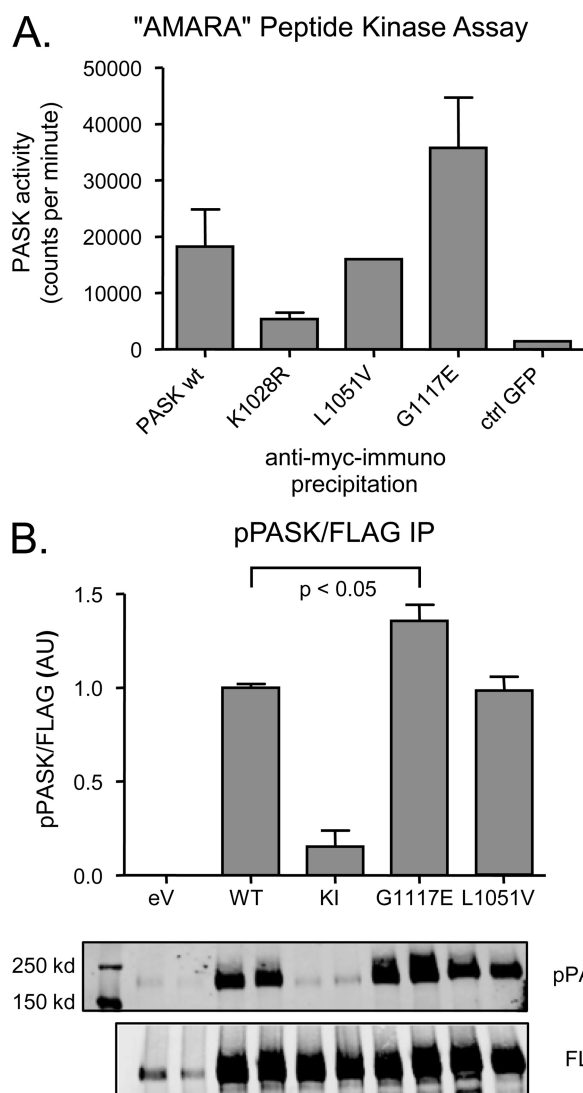 A.
"AMARA" Peptide Kinase Assay
PASK activity
(counts per minute)
50000
40000
30000
20000
10000
0
PASK wt
K1028R
L1051V
G1117E
ctrl GFP
anti-myc-immuno
precipitation
B.
pPASK/FLAG IP
p < 0.05
pPASK/FLAG (AU)
1.5
1.0
0.5
0.0
eV
WT
KI
G1117E
L1051V
250 kd
150 kd
pPA
FL